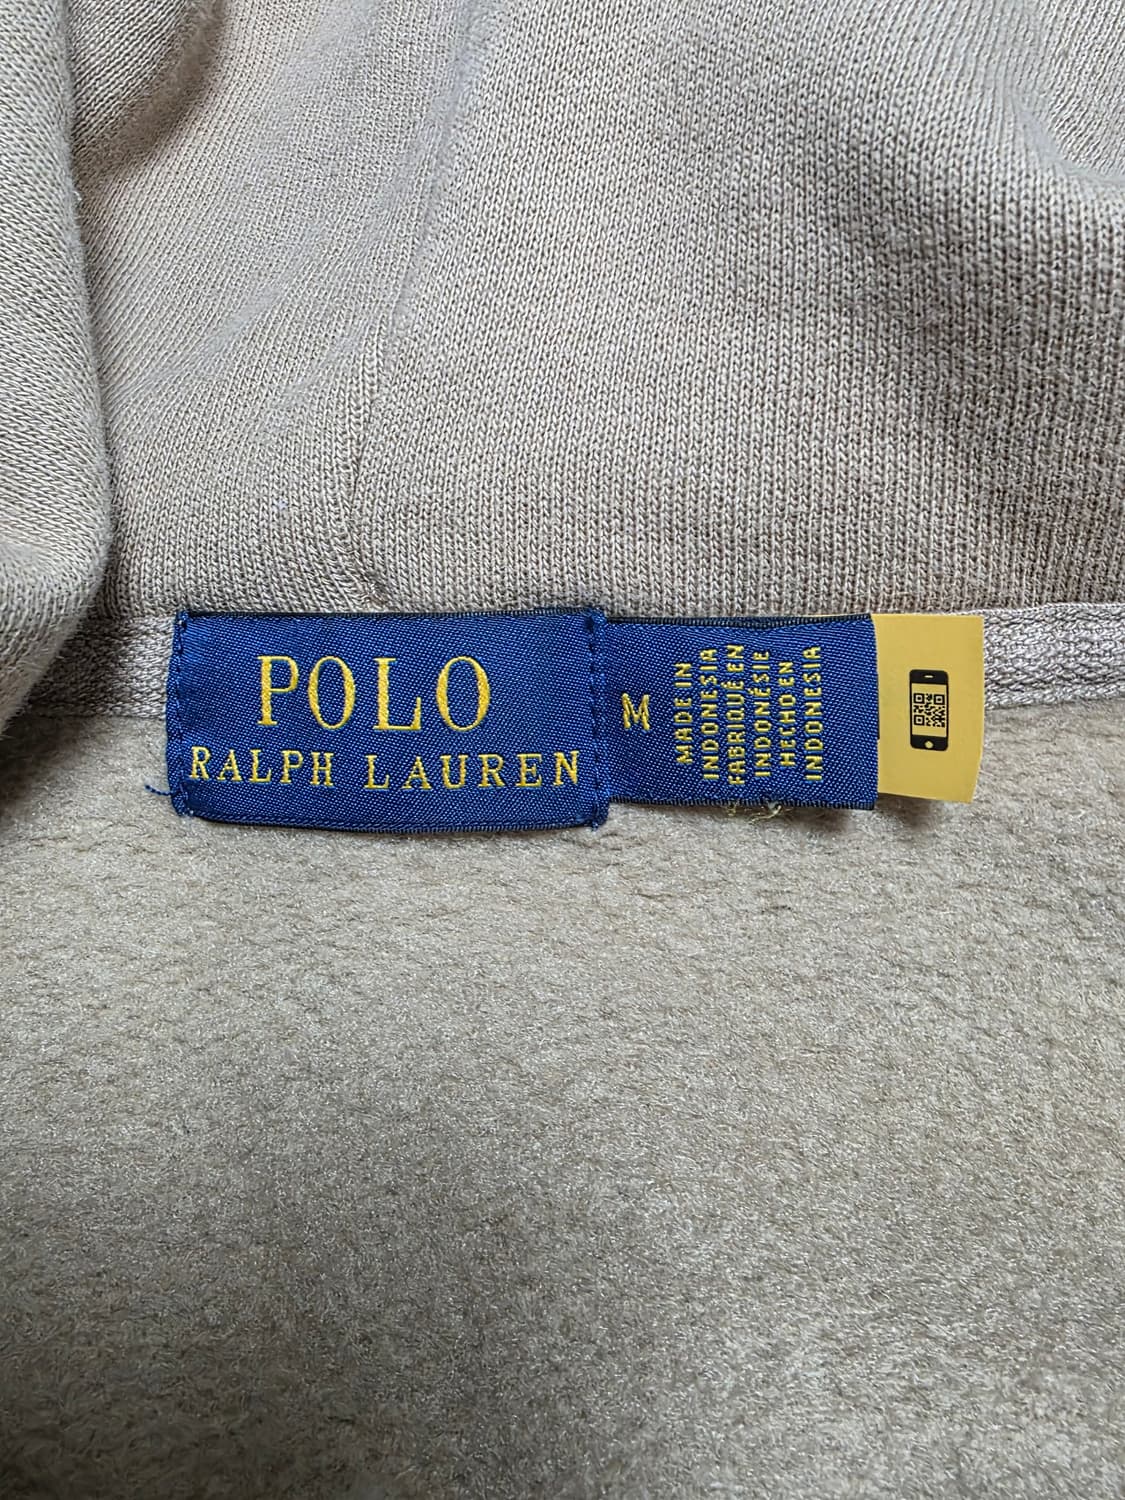 POLO
RALPH LAUREN
M
MADE IN
INDONESIA
FABRIQUÉ EN
INDONÉSIE
HECHO EN
INDONESIA